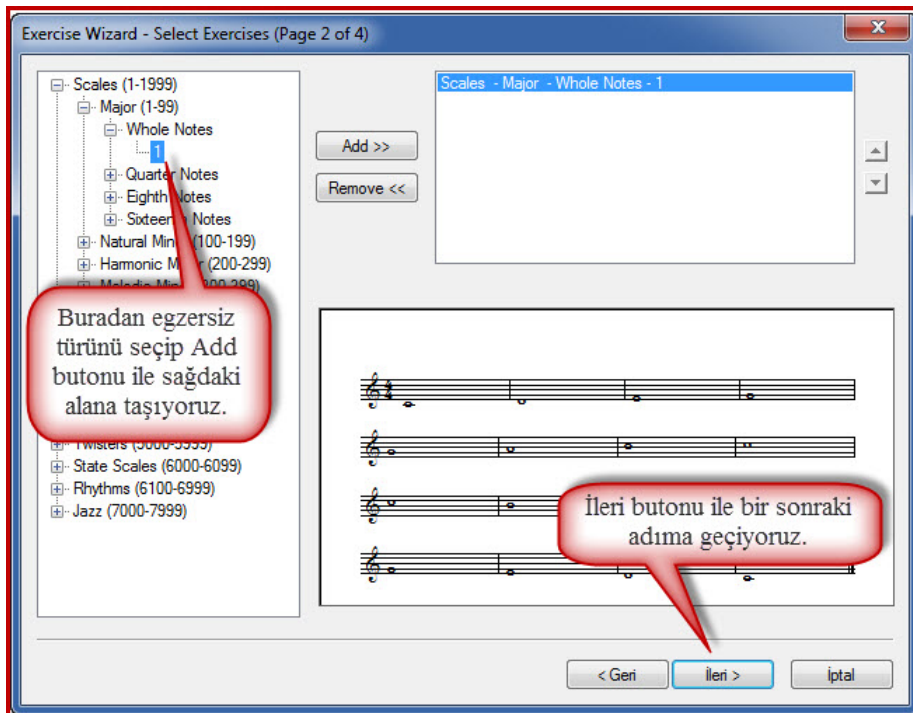 Exercise Wizard - Select Exercises (Page 2 of 4)
Scales (1-1999)
Major (1-99)
Whole Notes
1
Quarter Notes
Eighth Notes
Sixteenth Notes
Natural Minor (100-199)
Harmonic Minor (200-299)
Buradan egzersiz
türünü seçip Add
butonu ile sağdaki
alana taşıyoruz.
Twisters (5000-5999)
State Scales (6000-6099)
Rhythms (6100-6999)
Jazz (7000-7999)
Add >>
Remove <<
Scales - Major - Whole Notes - 1
İleri butonu ile bir sonraki
adıma geçiyoruz.
< Geri
İleri >
İptal